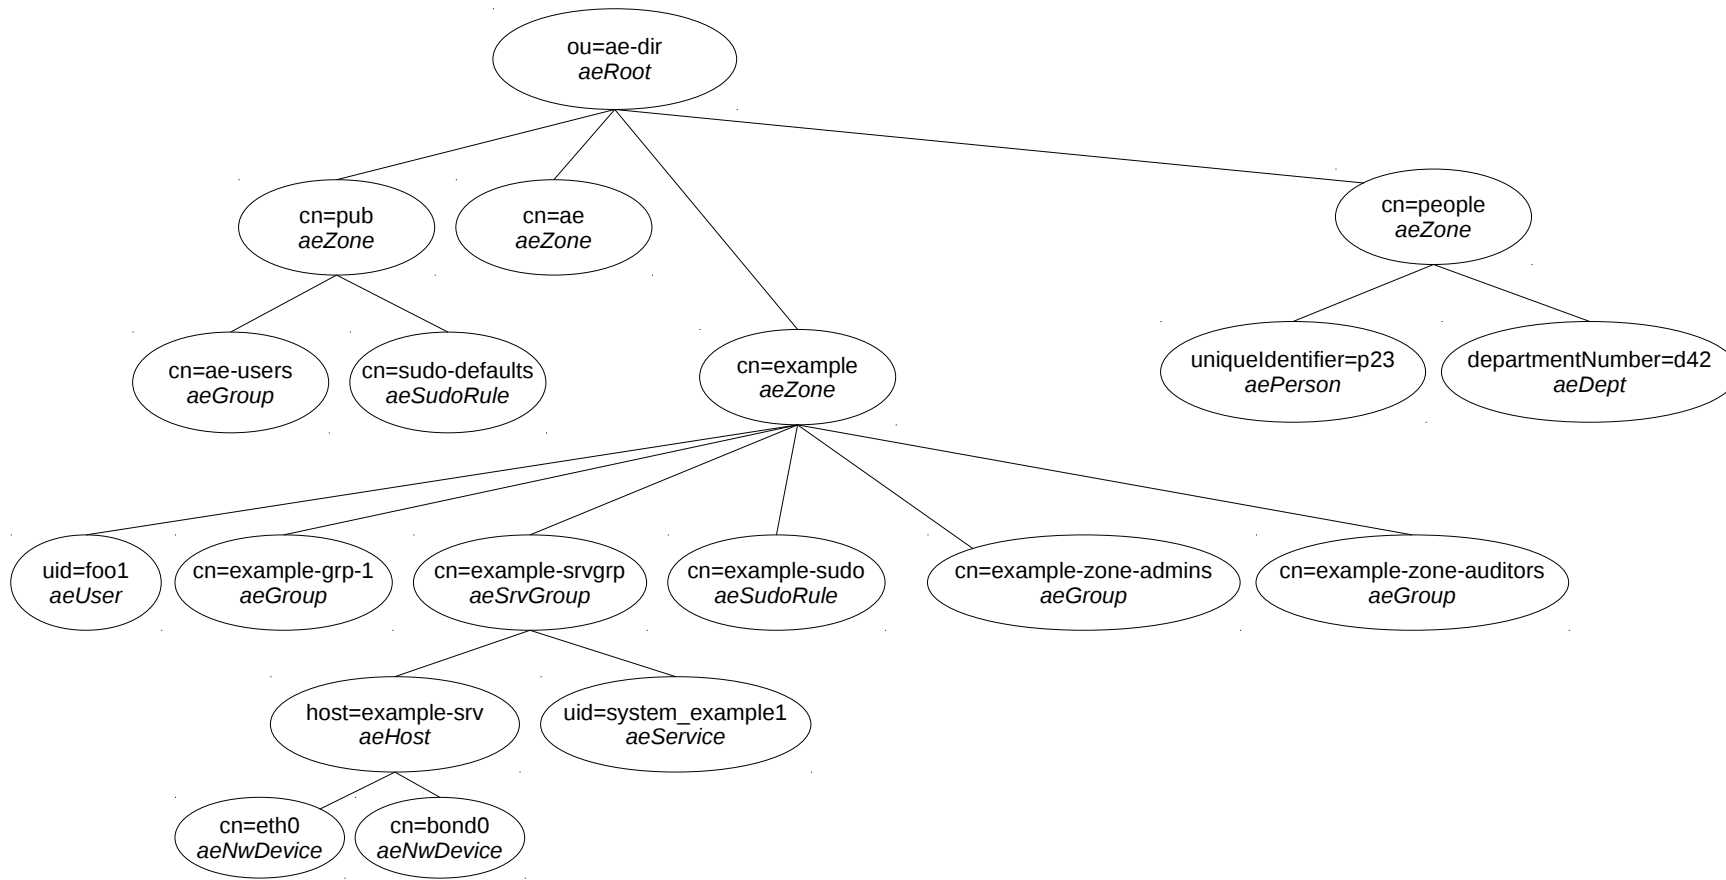 ou=ae-dir
aeRoot
cn=pub
aeZone
cn=ae
aeZone
cn=people
aeZone
cn=ae-users
aeGroup
cn=sudo-defaults
aeSudoRule
cn=example
aeZone
uniqueIdentifier=p23
aePerson
departmentNumber=d42
aeDept
uid=foo1
aeUser
cn=example-grp-1
aeGroup
cn=example-srvgrp
aeSrvGroup
cn=example-sudo
aeSudoRule
cn=example-zone-admins
aeGroup
cn=example-zone-auditors
aeGroup
host=example-srv
aeHost
uid=system_example1
aeService
cn=eth0
aeNwDevice
cn=bond0
aeNwDevice